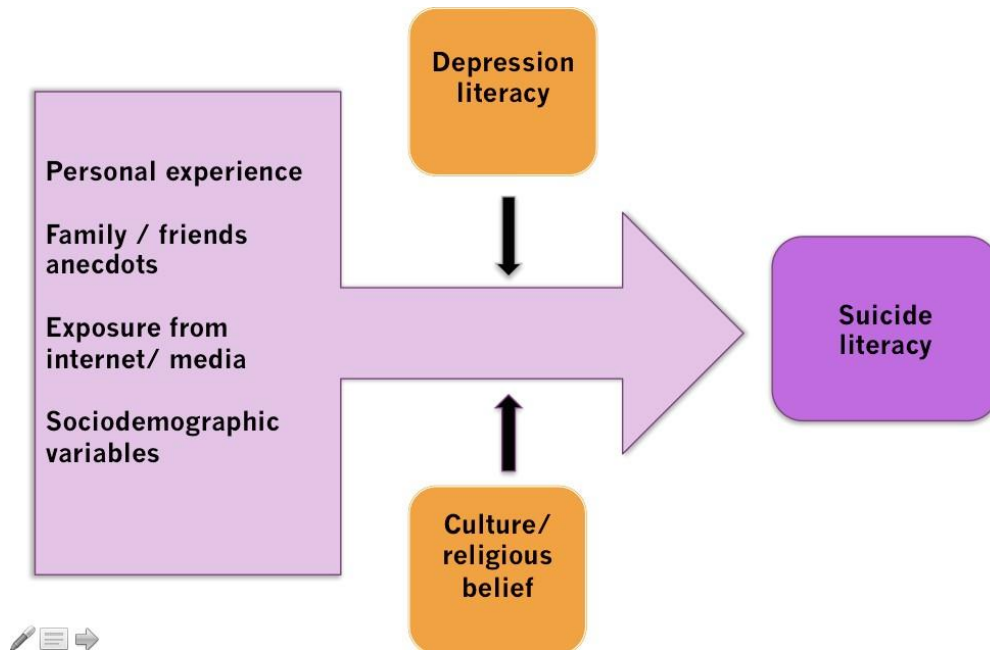 Depression
literacy
Personal experience
Family / friends
anecdots
Exposure from
internet/ media
Sociodemographic
variables
Suicide
literacy
Culture/
religious
belief